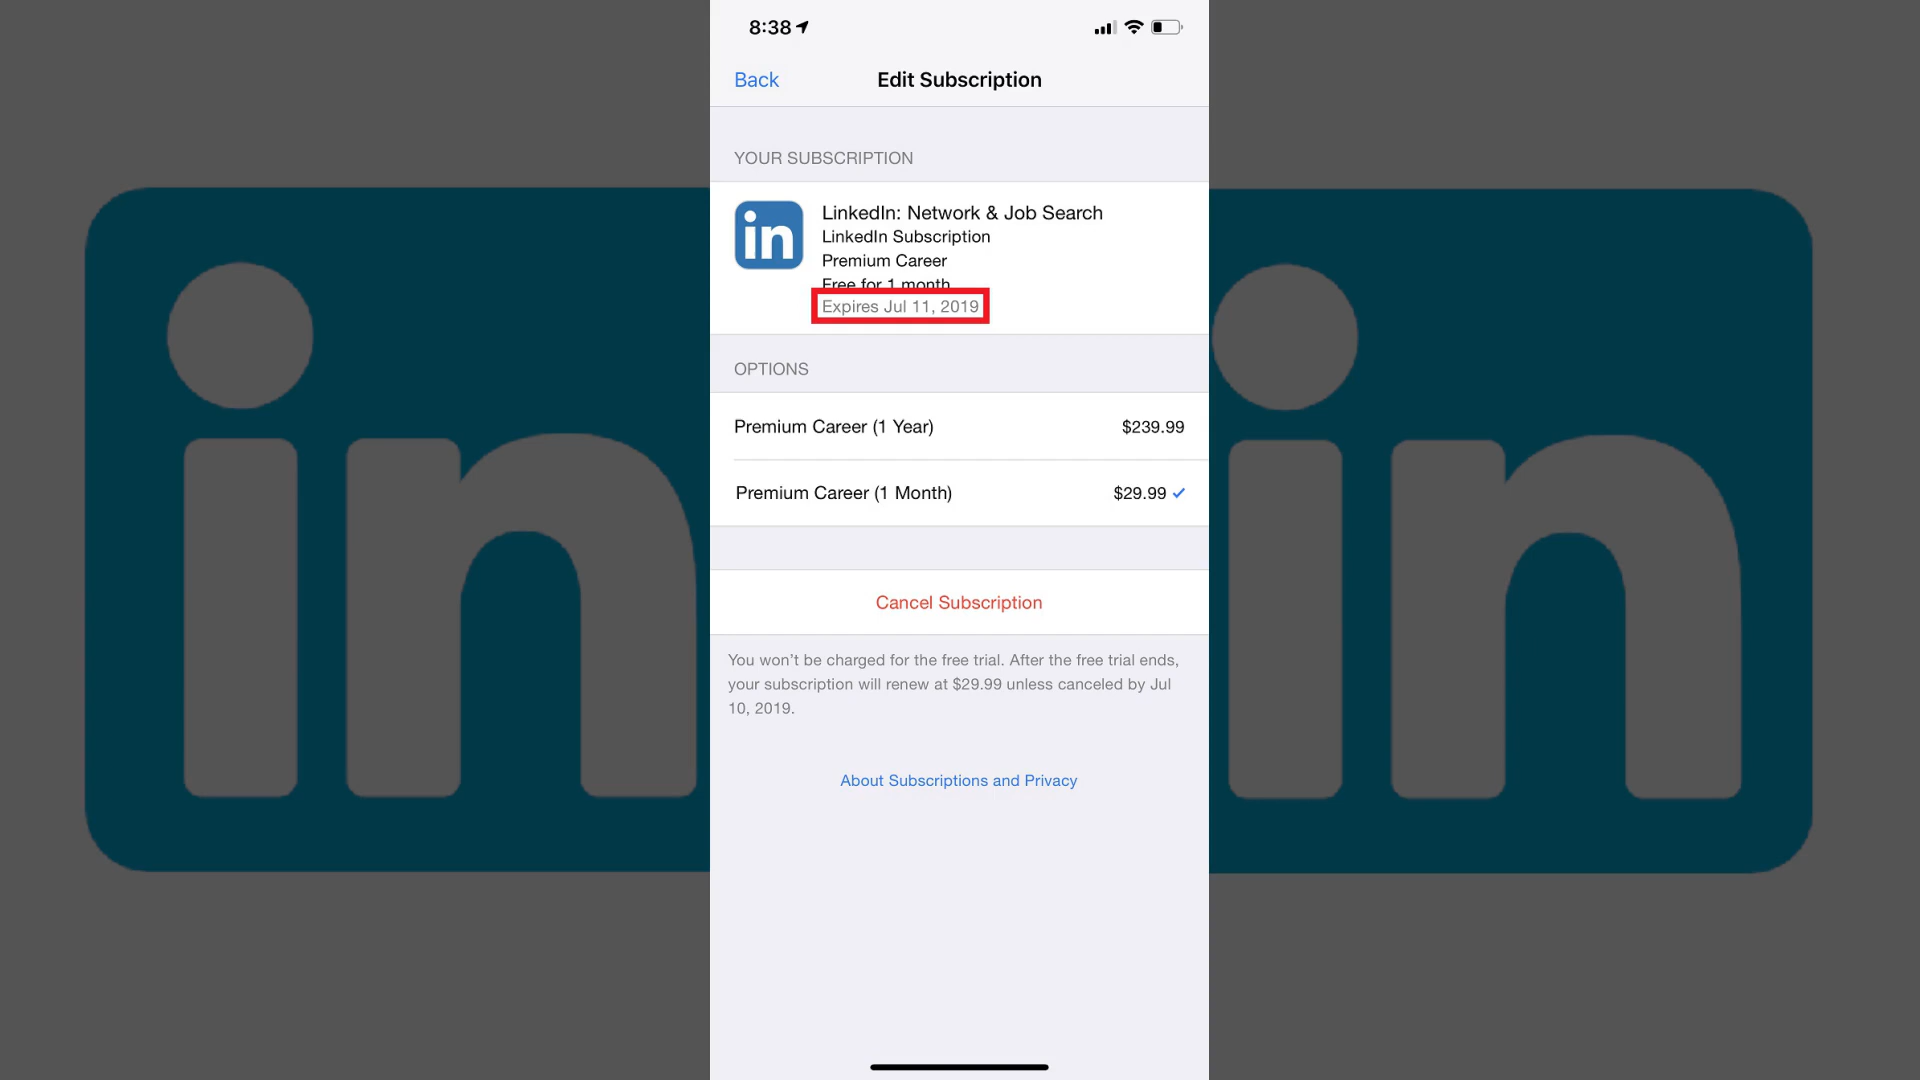 8:38
Back
Edit Subscription
YOUR SUBSCRIPTION
in
LinkedIn: Network & Job Search
LinkedIn Subscription
Premium Career
Free for 1 month
Expires Jul 11, 2019
OPTIONS
Premium Career (1 Year) $239.99
Premium Career (1 Month) $29.99
Cancel Subscription
You won’t be charged for the free trial. After the free trial ends,
your subscription will renew at $29.99 unless canceled by Jul
10, 2019.
About Subscriptions and Privacy
in
in